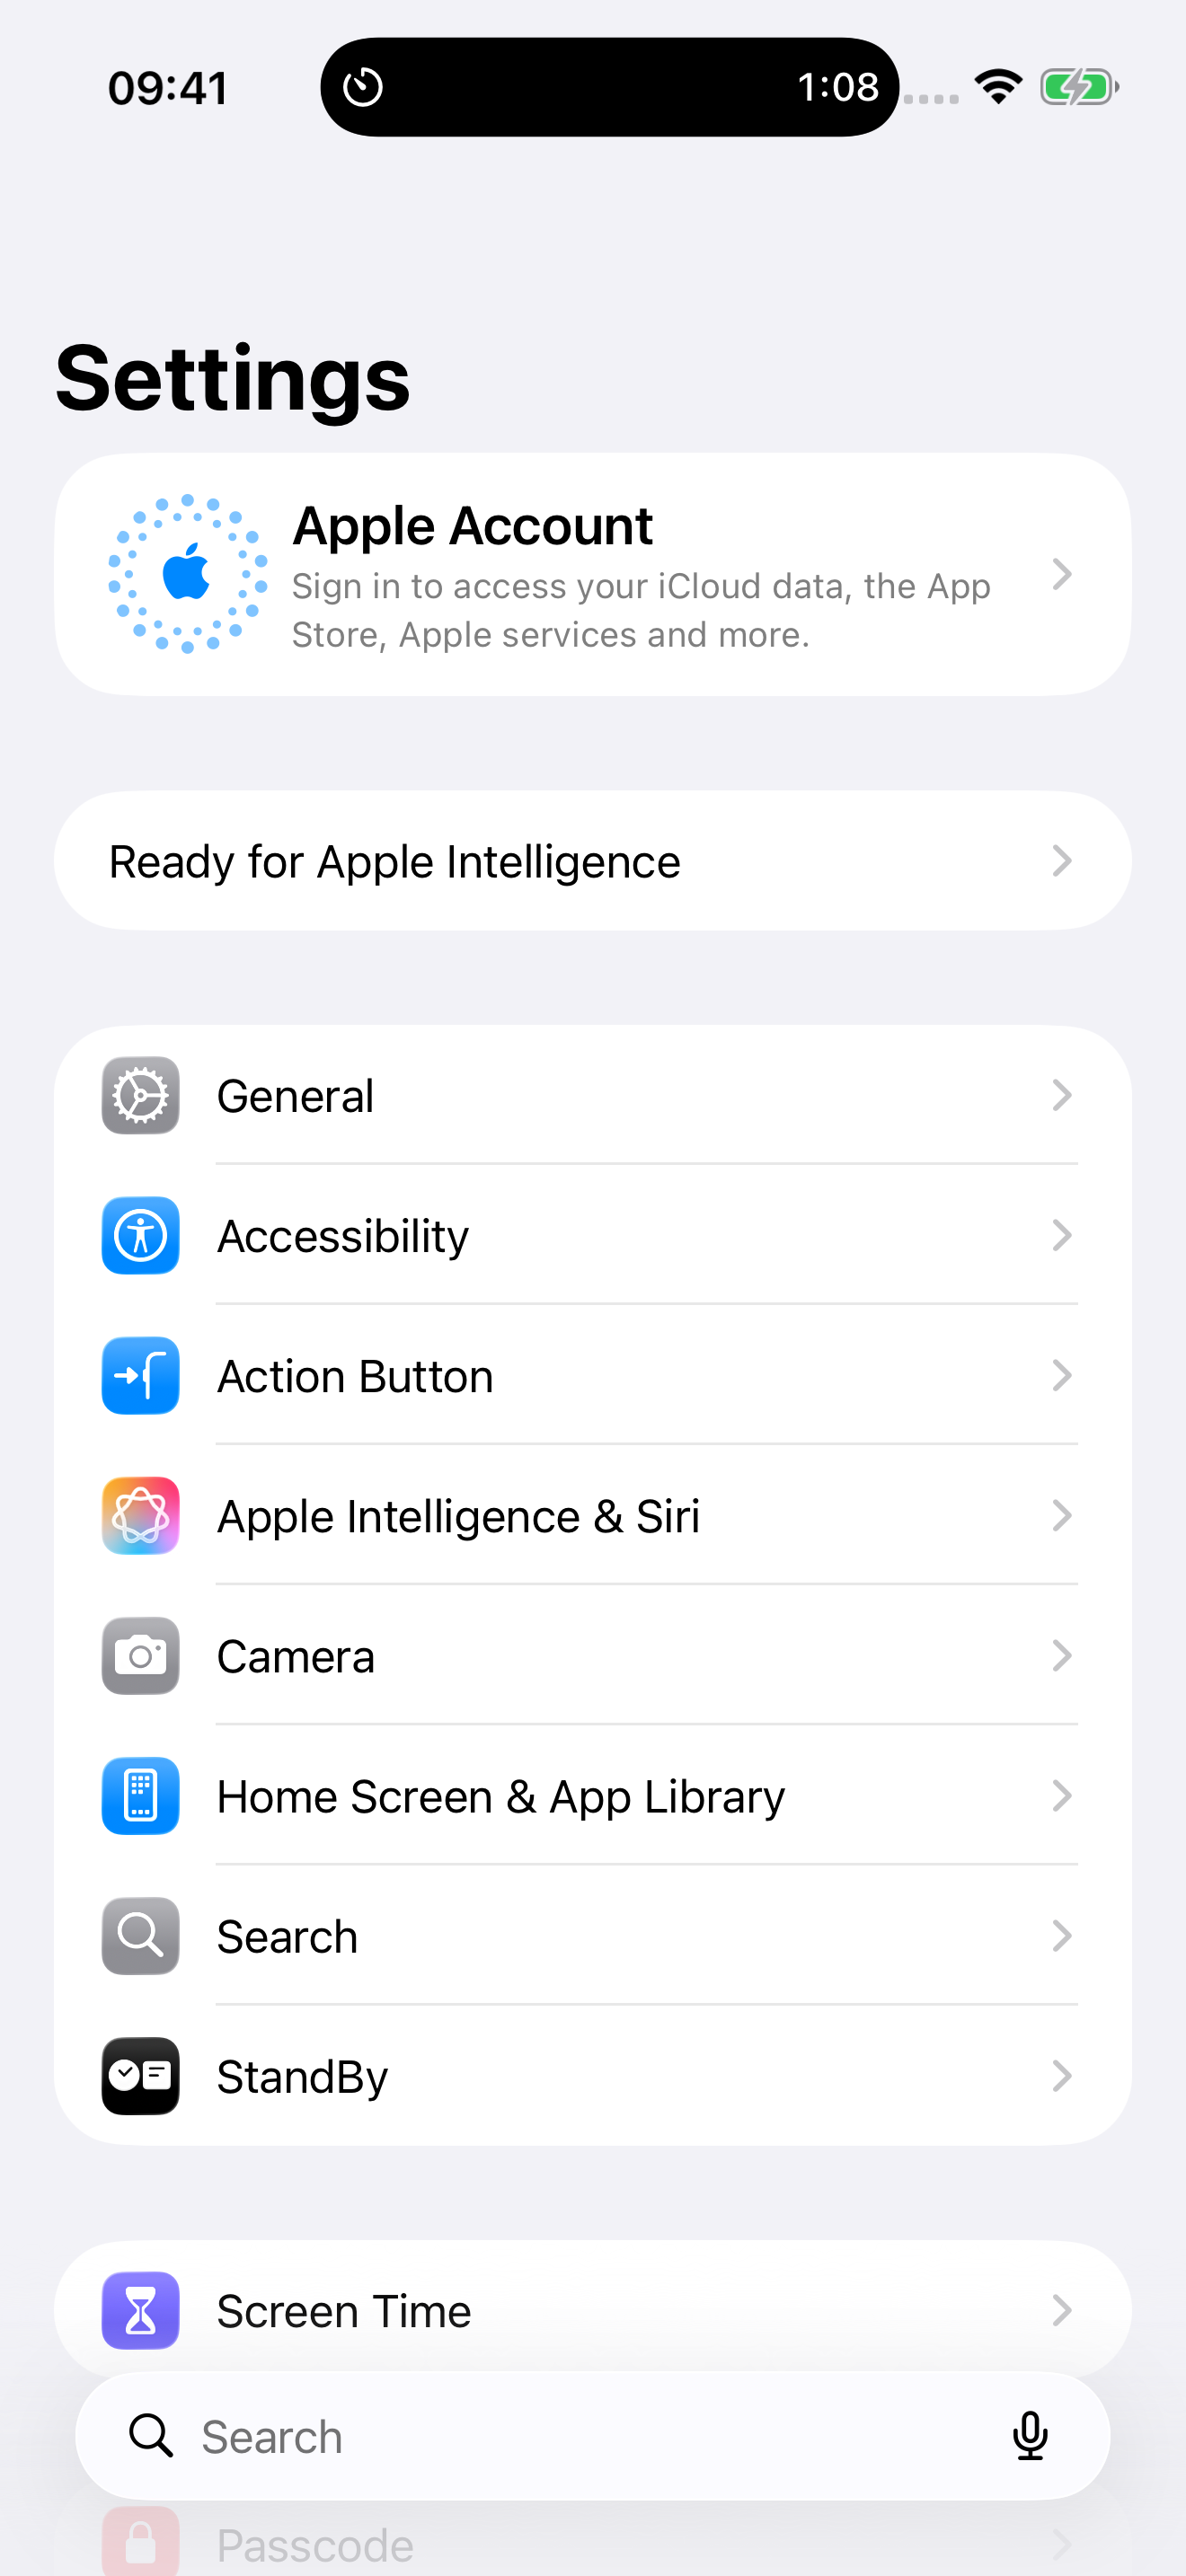 09:41
1:08
Settings
Apple Account
Sign in to access your iCloud data, the App
Store, Apple services and more.
Ready for Apple Intelligence
General
Accessibility
Action Button
Apple Intelligence & Siri
Camera
Home Screen & App Library
Search
StandBy
Screen Time
Search
Passcode